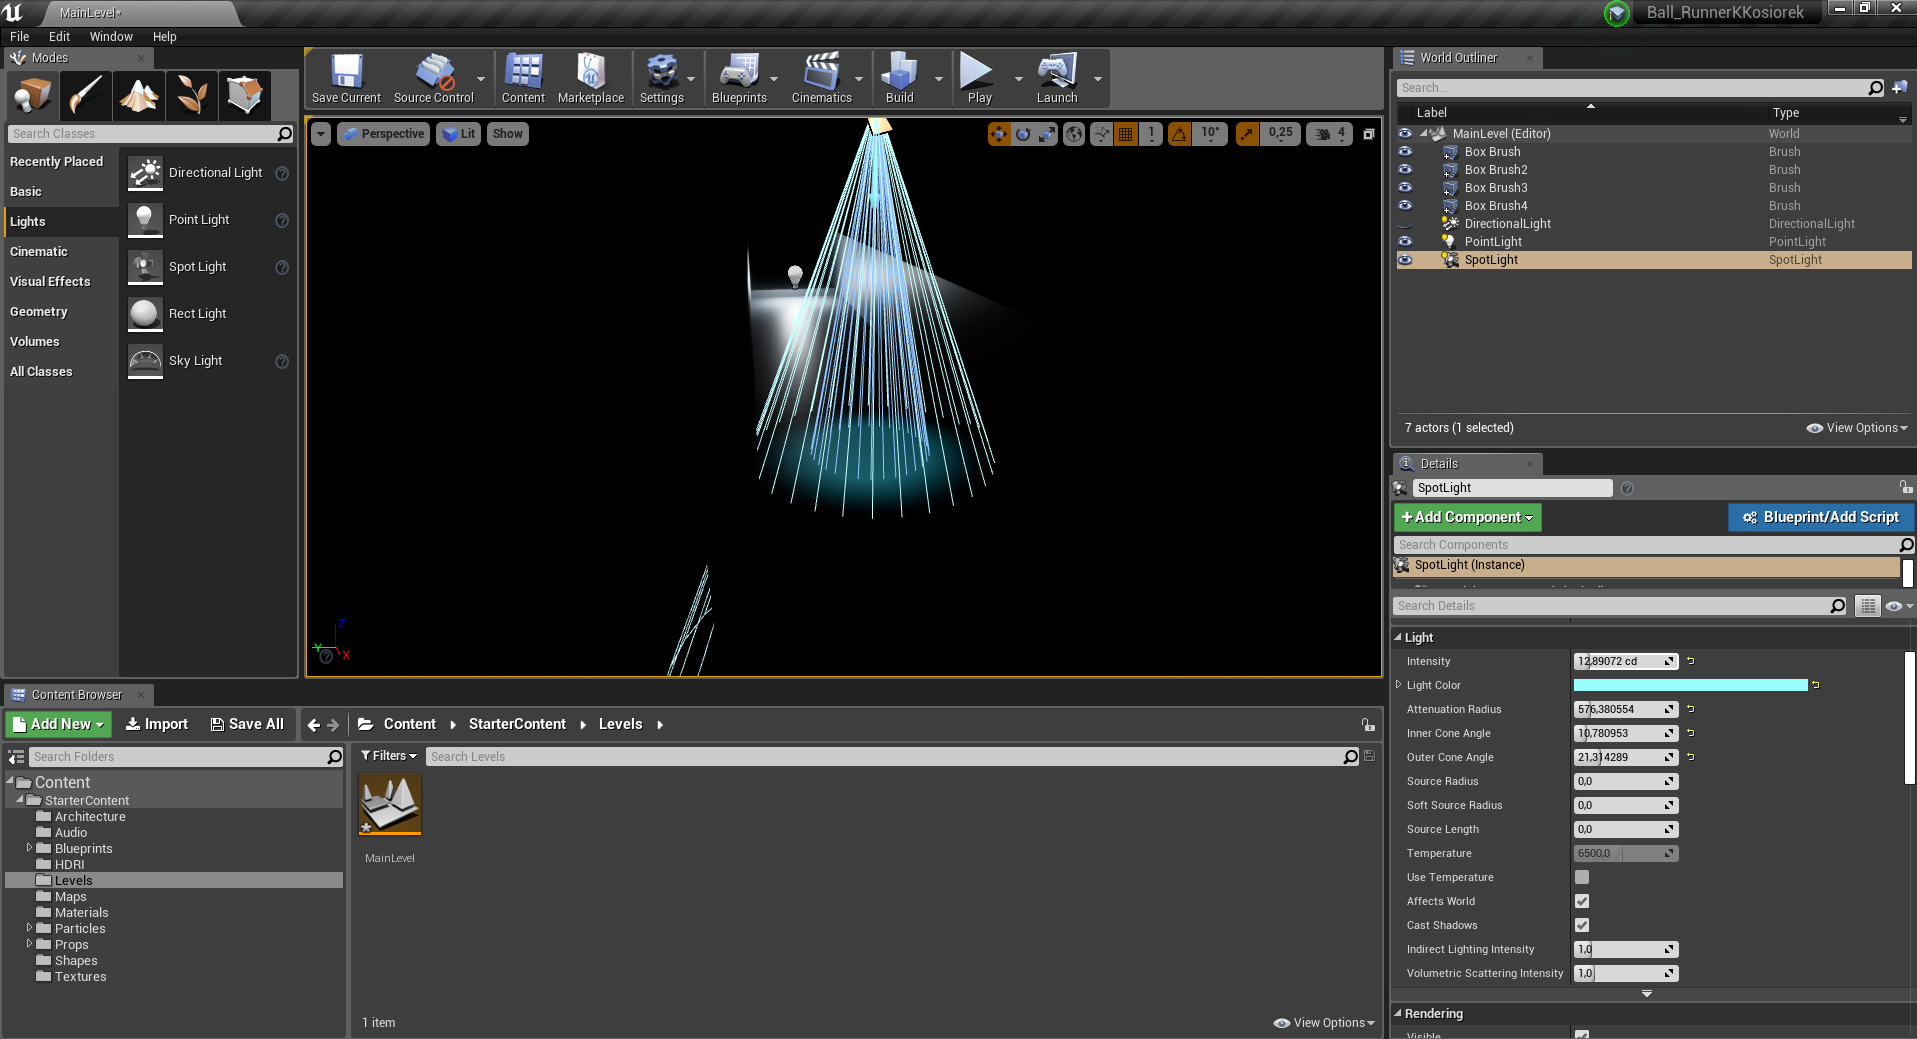 MainLevel*
Ball_RunnerKKosiorek
File Edit Window Help
Modes
Search Classes
Recently Placed
Basic
Lights
Cinematic
Visual Effects
Geometry
Volumes
All Classes
Directional Light
Point Light
Spot Light
Rect Light
Sky Light
Save Current
Source Control
Content
Marketplace
Settings
Blueprints
Cinematics
Build
Play
Launch
Perspective
Lit
Show
1
10°
0,25
4
Z
Y
X
World Outliner
Search...
Label Type
MainLevel (Editor) World
Box Brush Brush
Box Brush2 Brush
Box Brush3 Brush
Box Brush4 Brush
DirectionalLight DirectionalLight
PointLight PointLight
SpotLight SpotLight
7 actors (1 selected)
View Options
Details
SpotLight
+Add Component
Blueprint/Add Script
Search Components
SpotLight (Instance)
Search Details
Light
Intensity 12,89072 cd
Light Color
Attenuation Radius 576,380554
Inner Cone Angle 10,780953
Outer Cone Angle 21,314289
Source Radius 0,0
Soft Source Radius 0,0
Source Length 0,0
Temperature 6500,0
Use Temperature
Affects World
Cast Shadows
Indirect Lighting Intensity 1,0
Volumetric Scattering Intensity 1,0
Rendering
Visible
Content Browser
Add New
Import
Save All
Content
StarterContent
Levels
Search Folders
Filters
Search Levels
Content
StarterContent
Architecture
Audio
Blueprints
HDRI
Levels
Maps
Materials
Particles
Props
Shapes
Textures
MainLevel
1 item
View Options